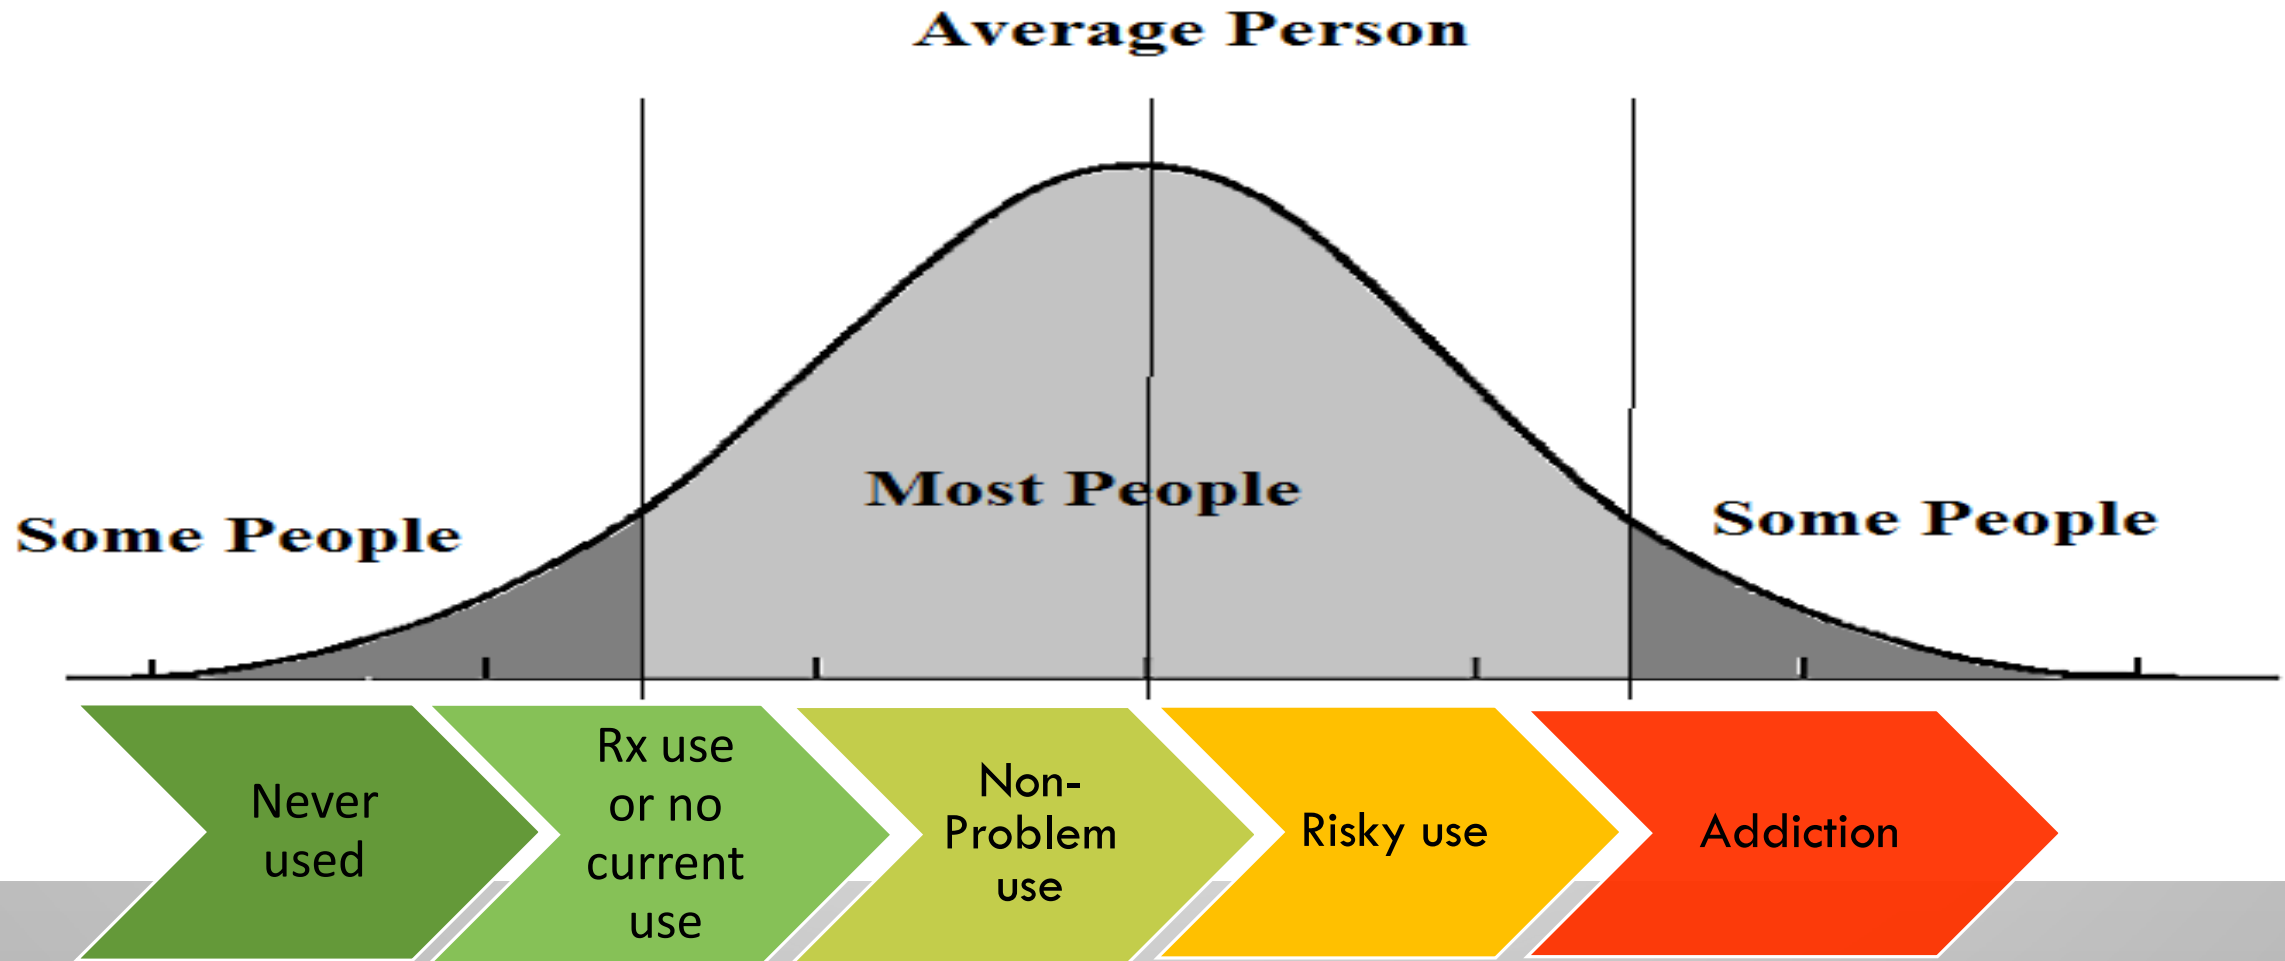 Average Person
Most People
Some People
Some People
Never
used
Rx use
or no
current
use
Non-
Problem
use
Risky use
Addiction